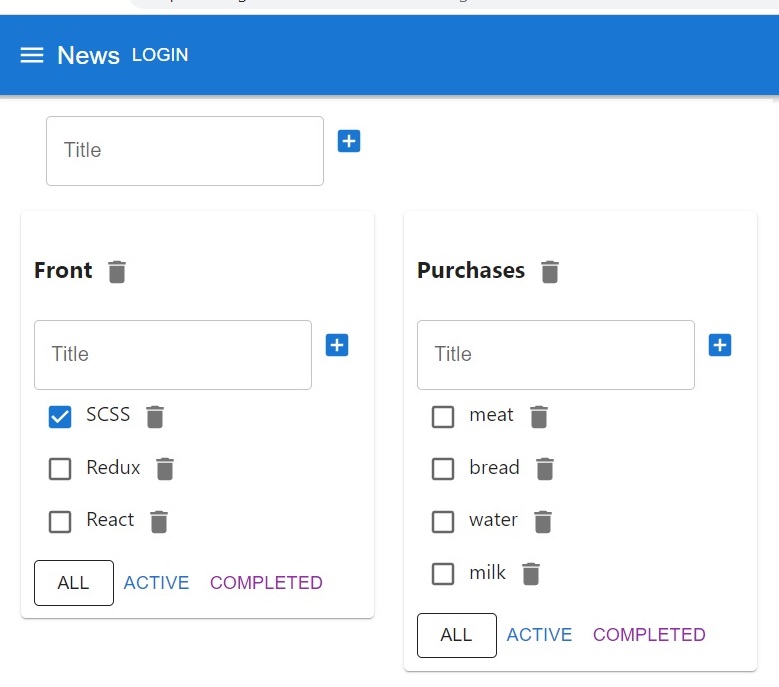 News LOGIN
Title
Front
Title
SCSS
Redux
React
ALL ACTIVE COMPLETED
Purchases
Title
meat
bread
water
milk
ALL ACTIVE COMPLETED